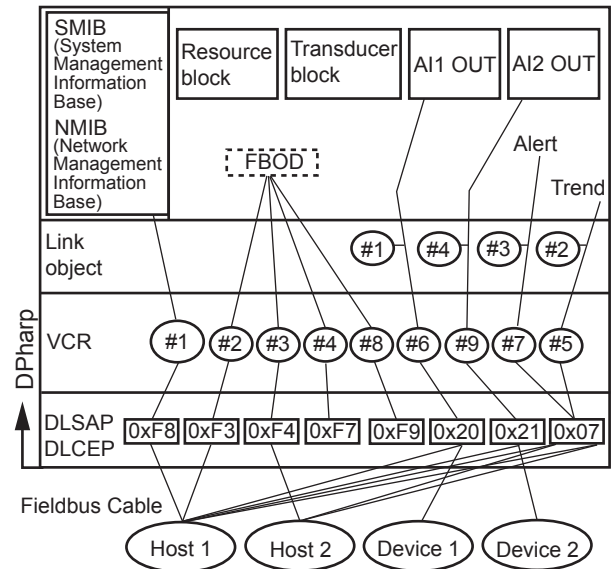 SMIB
(System
Management
Information
Base)
NMIB
(Network
Management
Information
Base)
Resource
block
Transducer
block
AI1 OUT
AI2 OUT
FBOD
Alert
Trend
Link
object
#1
#4
#3
#2
VCR
#1
#2
#3
#4
#8
#6
#9
#7
#5
DPharp
DLSAP
DLCEP
0xF8
0xF3
0xF4
0xF7
0xF9
0x20
0x21
0x07
Fieldbus Cable
Host 1
Host 2
Device 1
Device 2